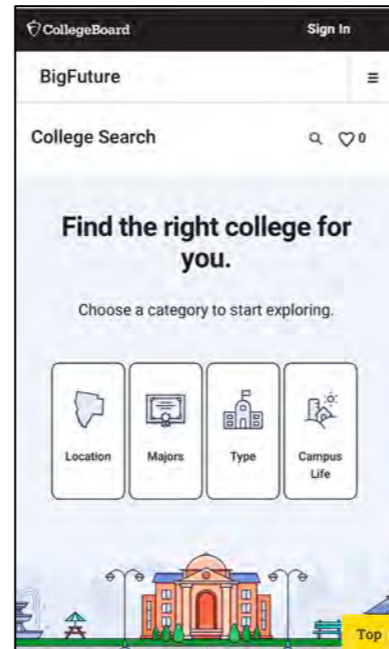 CollegeBoard Sign In
BigFuture
College Search 0
Find the right college for
you.
Choose a category to start exploring.
Location Majors Type Campus
Life
Top